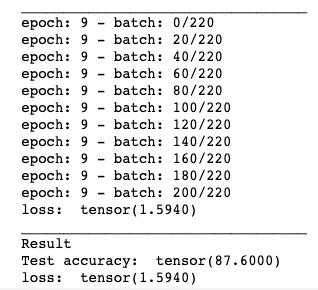 epoch: 9 - batch: 0/220
epoch: 9 - batch: 20/220
epoch: 9 - batch: 40/220
epoch: 9 - batch: 60/220
epoch: 9 - batch: 80/220
epoch: 9 - batch: 100/220
epoch: 9 - batch: 120/220
epoch: 9 - batch: 140/220
epoch: 9 - batch: 160/220
epoch: 9 - batch: 180/220
epoch: 9 - batch: 200/220
loss:  tensor(1.5940)
Result
Test accuracy:  tensor(87.6000)
loss:  tensor(1.5940)